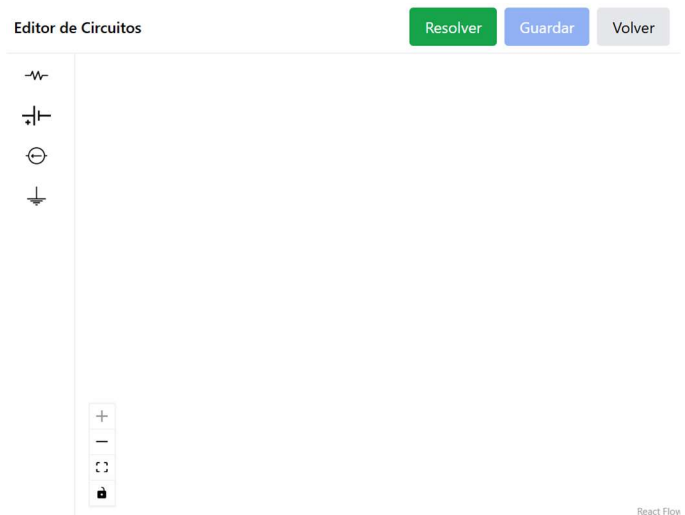 Editor de Circuitos
Resolver
Guardar
Volver
React Flow